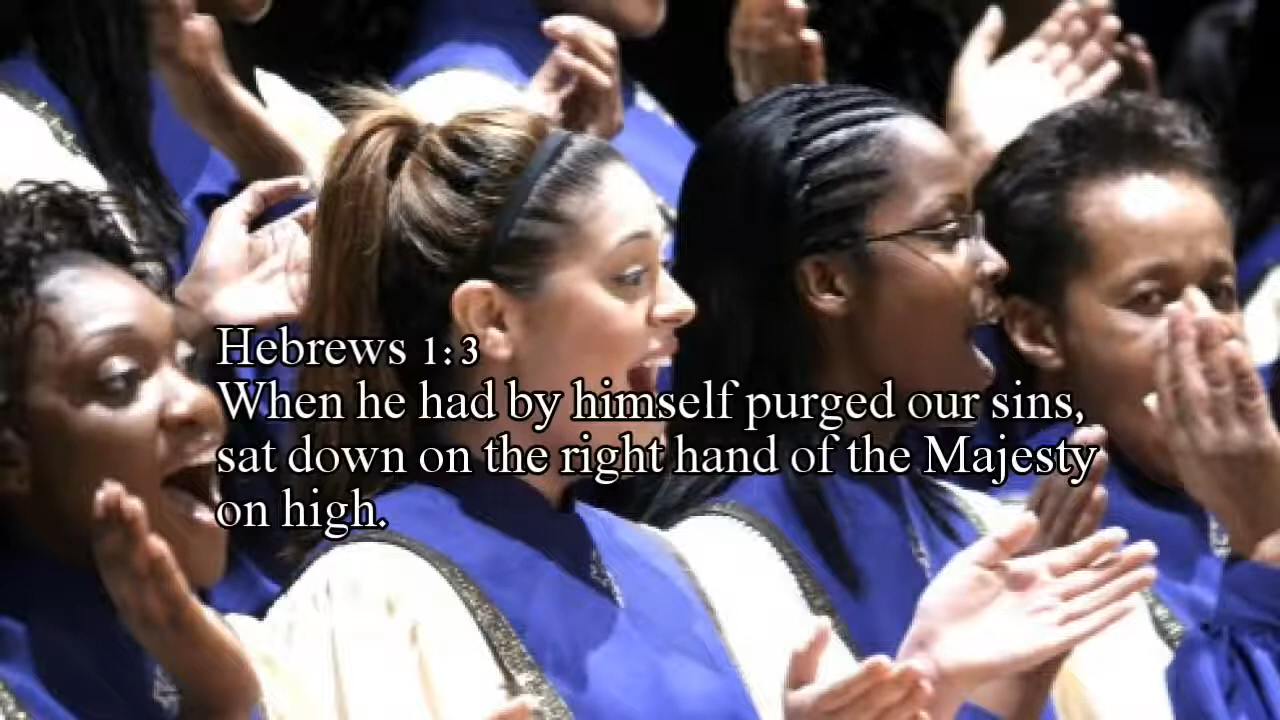 Hebrews 1:3
When he had by himself purged our sins,
sat down on the right hand of the Majesty
on high.